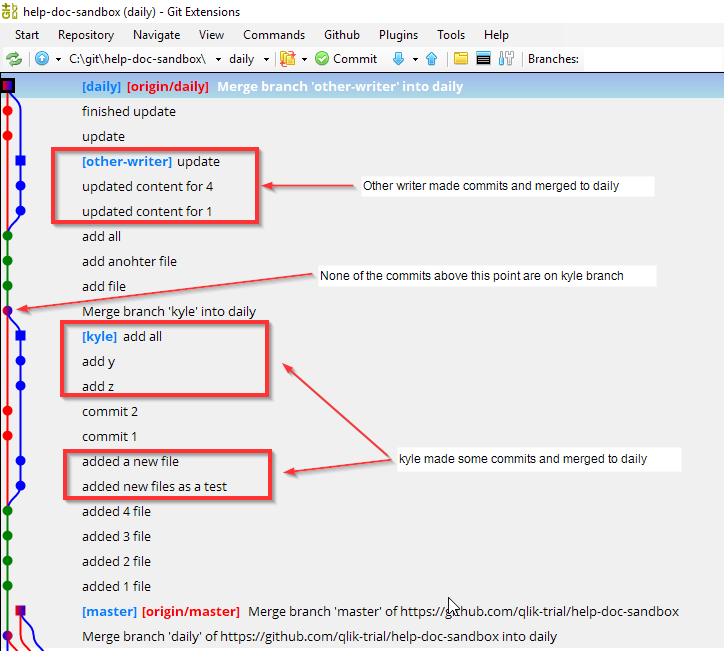 help-doc-sandbox (daily) - Git Extensions
Start Repository Navigate View Commands Github Plugins Tools Help
C:\git\help-doc-sandbox\ daily Commit Branches:
[daily] [origin/daily] Merge branch 'other-writer' into daily
finished update
update
[other-writer] update
updated content for 4
Other writer made commits and merged to daily
updated content for 1
add all
add anohter file
None of the commits above this point are on kyle branch
add file
Merge branch 'kyle' into daily
[kyle] add all
add y
add z
commit 2
commit 1
added a new file
kyle made some commits and merged to daily
added new files as a test
added 4 file
added 3 file
added 2 file
added 1 file
[master] [origin/master] Merge branch 'master' of https://github.com/qlik-trial/help-doc-sandbox
Merge branch 'daily' of https://github.com/qlik-trial/help-doc-sandbox into daily